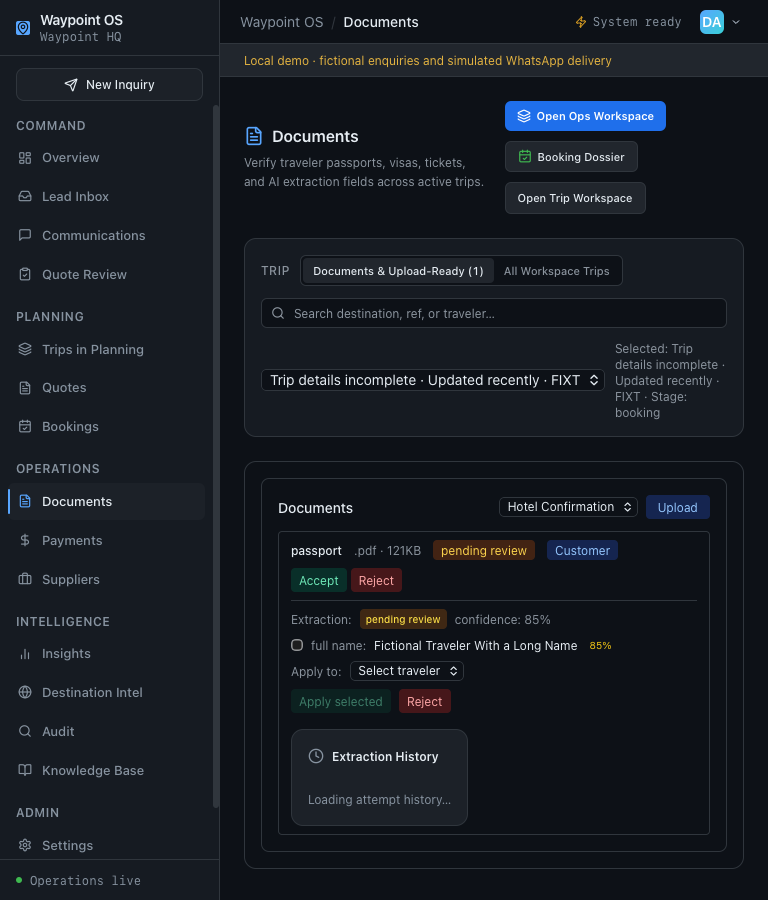 Waypoint OS
Waypoint HQ
New Inquiry
COMMAND
Overview
Lead Inbox
Communications
Quote Review
PLANNING
Trips in Planning
Quotes
Bookings
OPERATIONS
Documents
Payments
Suppliers
INTELLIGENCE
Insights
Destination Intel
Audit
Knowledge Base
ADMIN
Settings
Operations live
Waypoint OS / Documents
System ready
DA
Local demo · fictional enquiries and simulated WhatsApp delivery
Documents
Verify traveler passports, visas, tickets,
and AI extraction fields across active trips.
Open Ops Workspace
Booking Dossier
Open Trip Workspace
TRIP
Documents & Upload-Ready (1)
All Workspace Trips
Search destination, ref, or traveler...
Trip details incomplete · Updated recently · FIXT
Selected: Trip
details incomplete ·
Updated recently ·
FIXT · Stage:
booking
Documents
Hotel Confirmation
Upload
passport .pdf · 121KB pending review Customer
Accept Reject
Extraction: pending review confidence: 85%
full name: Fictional Traveler With a Long Name 85%
Apply to: Select traveler
Apply selected Reject
Extraction History
Loading attempt history...